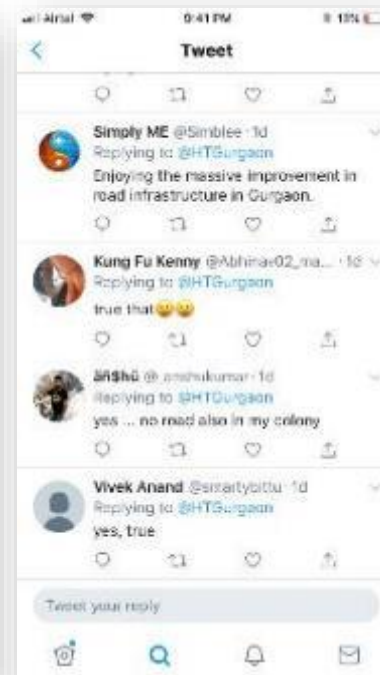 Airtel 9:41 PM 13%
Tweet
Simply ME @Simblee · 1d
Replying to @HTGurgaon
Enjoying the massive improvement in
road infrastructure in Gurgaon.
Kung Fu Kenny @Abhinav02_ma... · 1d
Replying to @HTGurgaon
true that😀😀
· 1d
Replying to @HTGurgaon
yes ... no road also in my colony
Vivek Anand @smartybittu · 1d
Replying to @HTGurgaon
yes, true
Tweet your reply